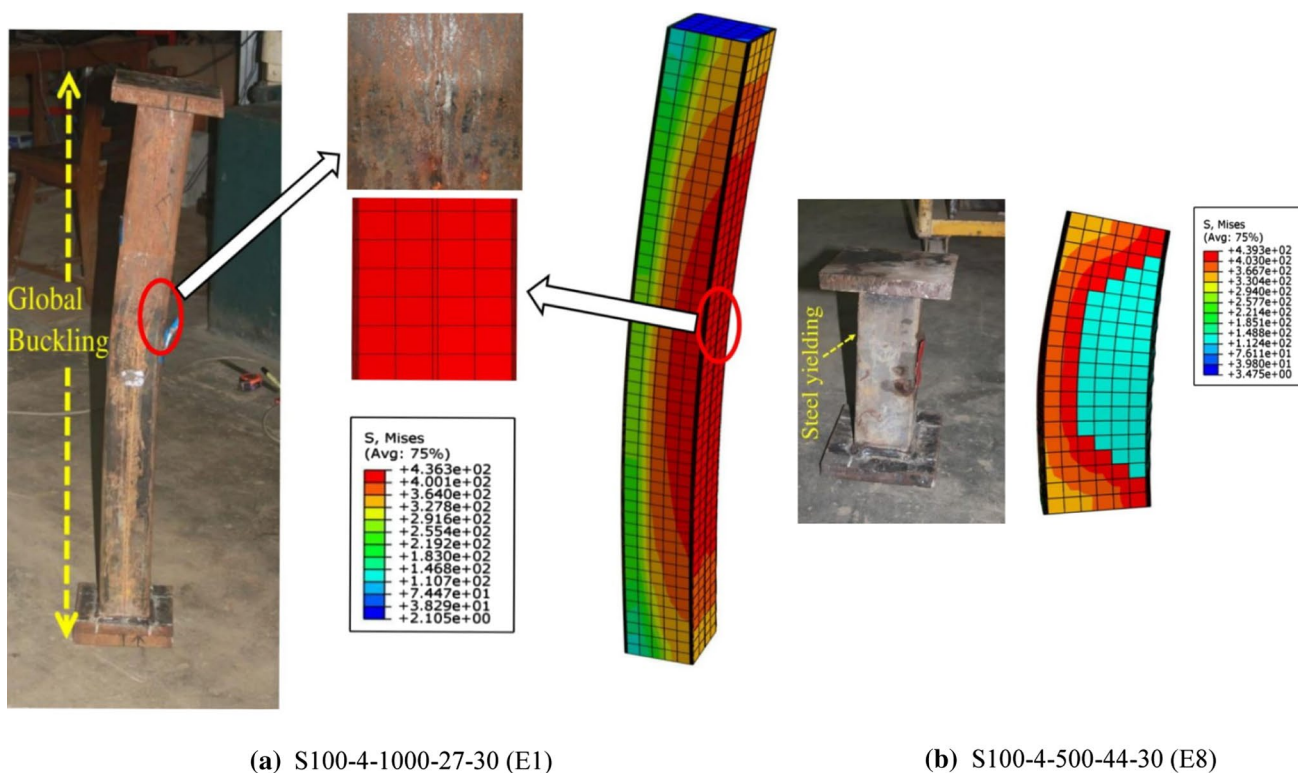 Global
Buckling
S, Mises
(Avg: 75%)
+4.363e+02
+4.001e+02
+3.640e+02
+3.278e+02
+2.916e+02
+2.554e+02
+2.192e+02
+1.830e+02
+1.468e+02
+1.107e+02
+7.447e+01
+3.829e+01
+2.105e+00
Steel yielding
S, Mises
(Avg: 75%)
+4.393e+02
+4.030e+02
+3.667e+02
+3.304e+02
+2.940e+02
+2.577e+02
+2.214e+02
+1.851e+02
+1.488e+02
+1.124e+02
+7.611e+01
+3.980e+01
+3.475e+00
(a) S100-4-1000-27-30 (E1)
(b) S100-4-500-44-30 (E8)